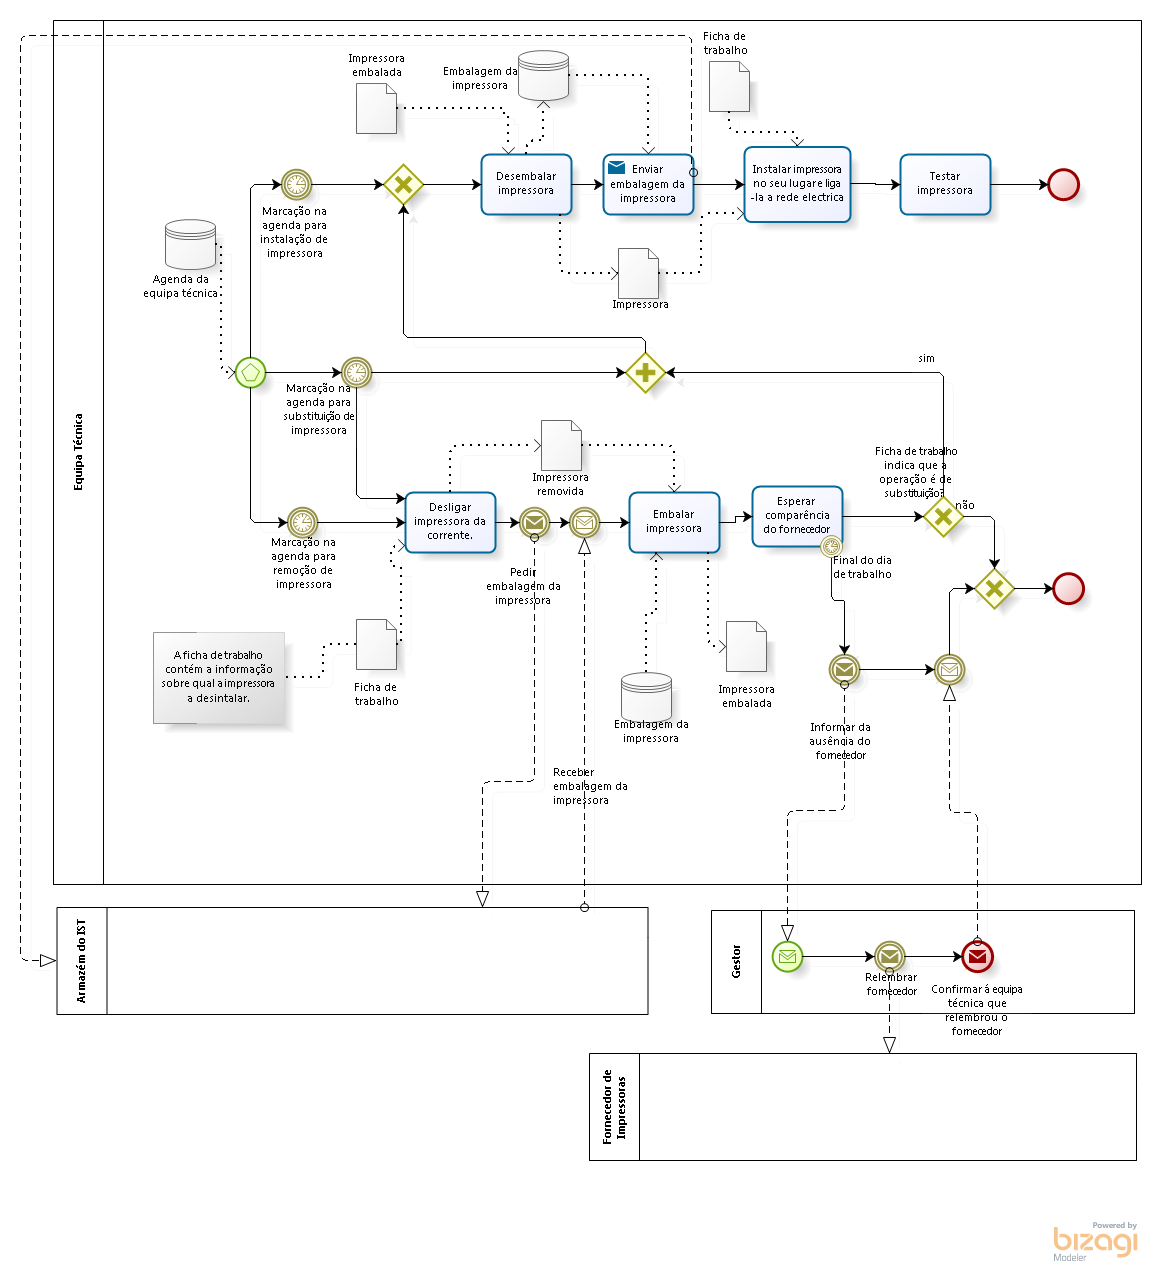 Ficha de
trabalho
Impressora
embalada
Embalagem da
impressora
Desembalar
impressora
Enviar
embalagem da
impressora
Instalar impressora
no seu lugar e liga
-la a rede electrica
Testar
impressora
Marcação na
agenda para
instalação de
impressora
Agenda da
equipa técnica
Impressora
sim
Marcação na
agenda para
substituição de
impressora
Equipa Técnica
Ficha de trabalho
indica que a
operação é de
substituição?
não
Impressora
removida
Desligar
impressora da
corrente.
Embalar
impressora
Esperar
comparência
do fornecedor
Marcação na
agenda para
remoção de
impressora
Pedir
embalagem da
impressora
Final do dia
de trabalho
A ficha de trabalho
contém a informação
sobre qual a impressora
a desintalar.
Ficha de
trabalho
Impressora
embalada
Embalagem da
impressora
Informar da
ausência do
fornecedor
Receber
embalagem da
impressora
Armazém do IST
Gestor
Relembrar
fornecedor
Confirmar á equipa
técnica que
relembrou o
fornecedor
Fornecedor de
Impressoras
Powered by
bizagi
Modeler